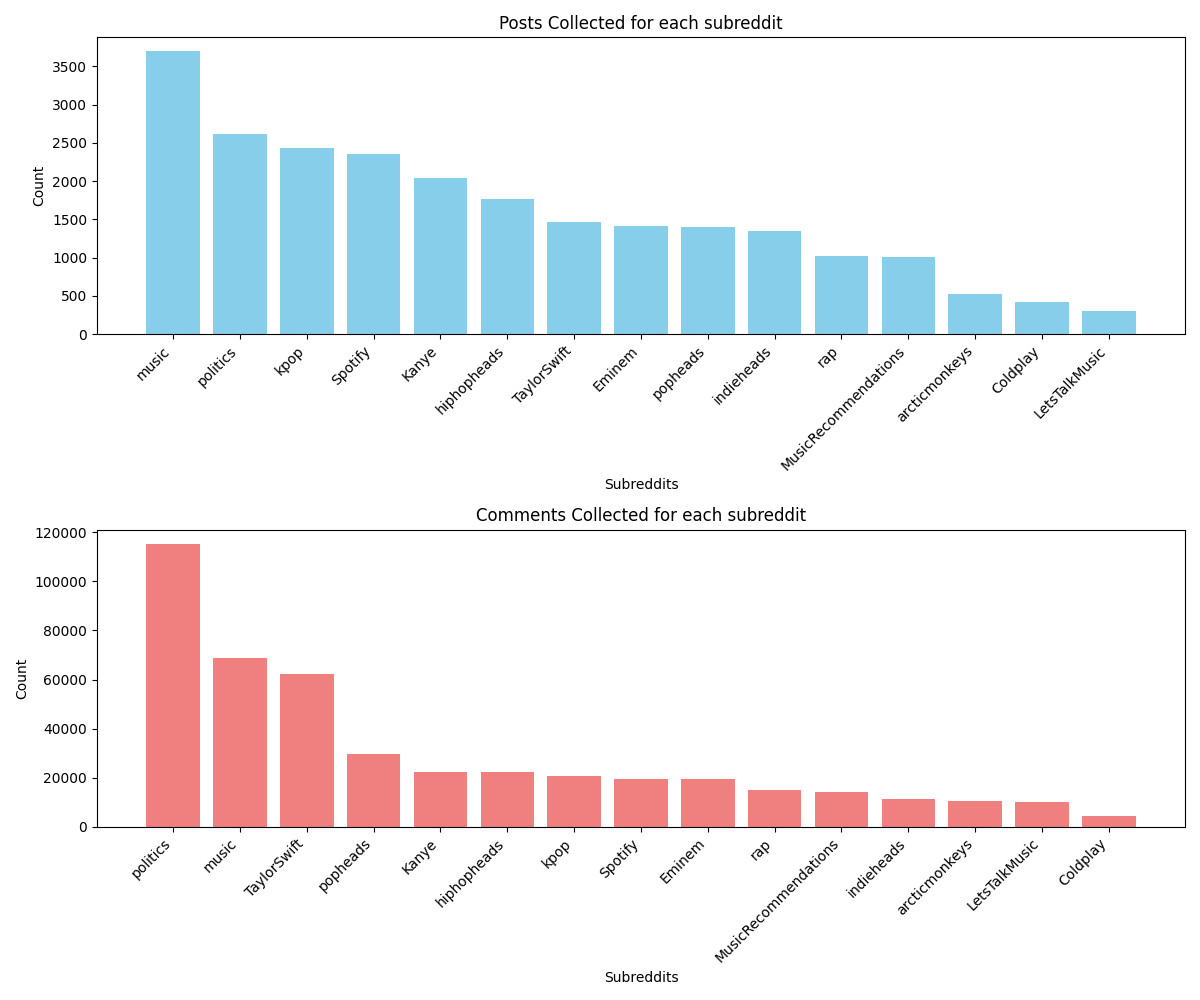 Posts Collected for each subreddit
3500
3000
2500
2000
1500
1000
500
0
Count
music
politics
kpop
Spotify
Kanye
hiphopheads
TaylorSwift
Eminem
popheads
indieheads
rap
MusicRecommendations
arcticmonkeys
Coldplay
LetsTalkMusic
Subreddits
Comments Collected for each subreddit
120000
100000
80000
60000
40000
20000
0
Count
politics
music
TaylorSwift
popheads
Kanye
hiphopheads
kpop
Spotify
Eminem
rap
MusicRecommendations
indieheads
arcticmonkeys
LetsTalkMusic
Coldplay
Subreddits